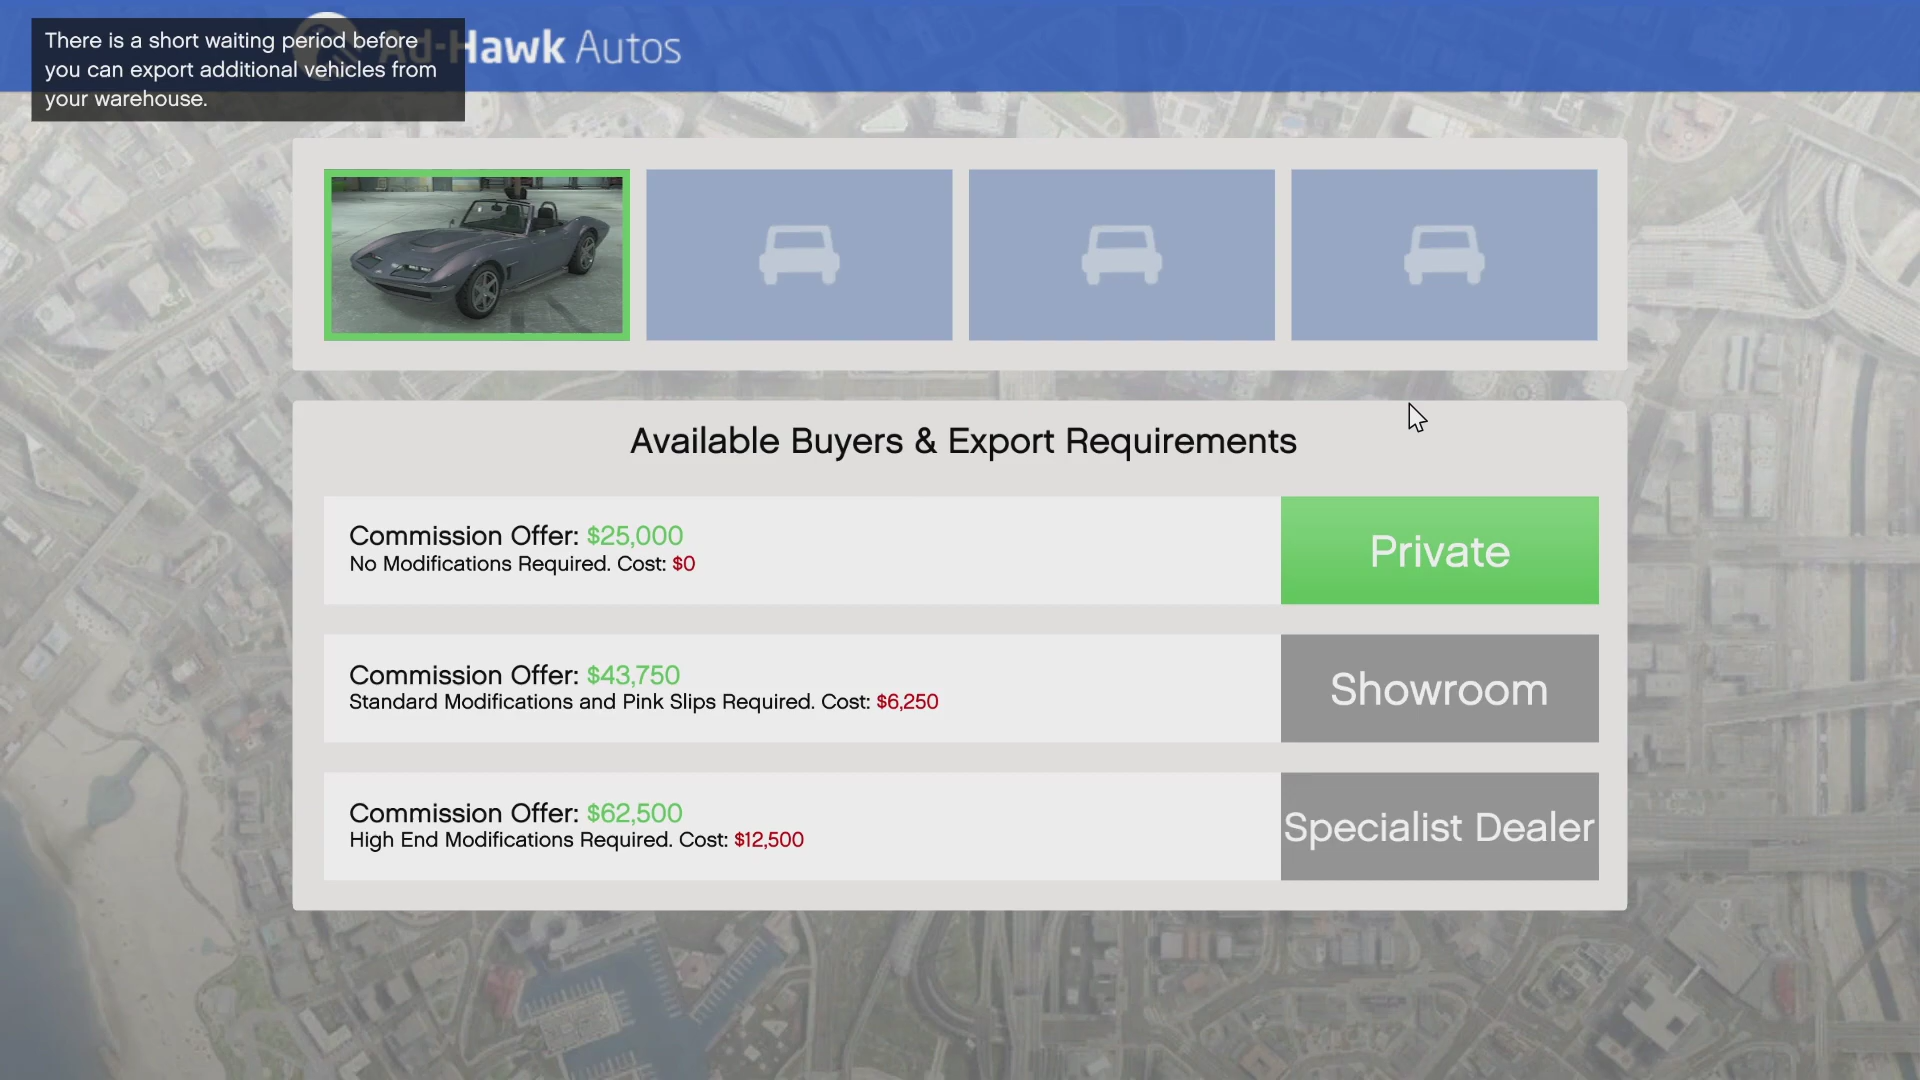 There is a short waiting period before
you can export additional vehicles from
your warehouse.
Ad-Hawk Autos
Available Buyers & Export Requirements
Commission Offer: $25,000
No Modifications Required. Cost: $0
Private
Commission Offer: $43,750
Standard Modifications and Pink Slips Required. Cost: $6,250
Showroom
Commission Offer: $62,500
High End Modifications Required. Cost: $12,500
Specialist Dealer